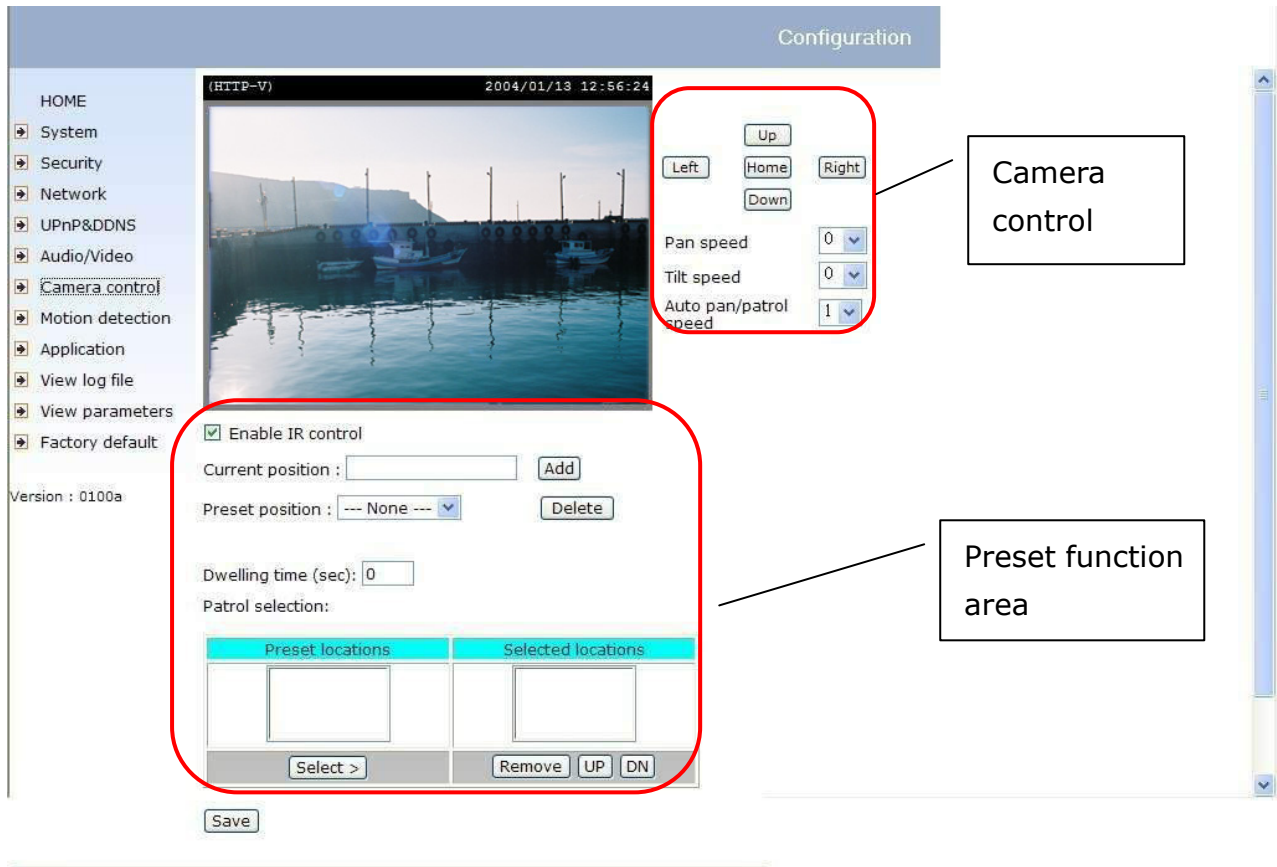 Configuration
HOME
System
Security
Network
UPnP&DDNS
Audio/Video
Camera control
Motion detection
Application
View log file
View parameters
Factory default
Version : 0100a
(HTTP-V) 2004/01/13 12:56:24
Up
Left Home Right
Down
Pan speed 0
Tilt speed 0
Auto pan/patrol
speed 1
Camera
control
Enable IR control
Current position : Add
Preset position : --- None --- Delete
Dwelling time (sec): 0
Patrol selection:
Preset locations Selected locations
Select > Remove UP DN
Save
Preset function
area